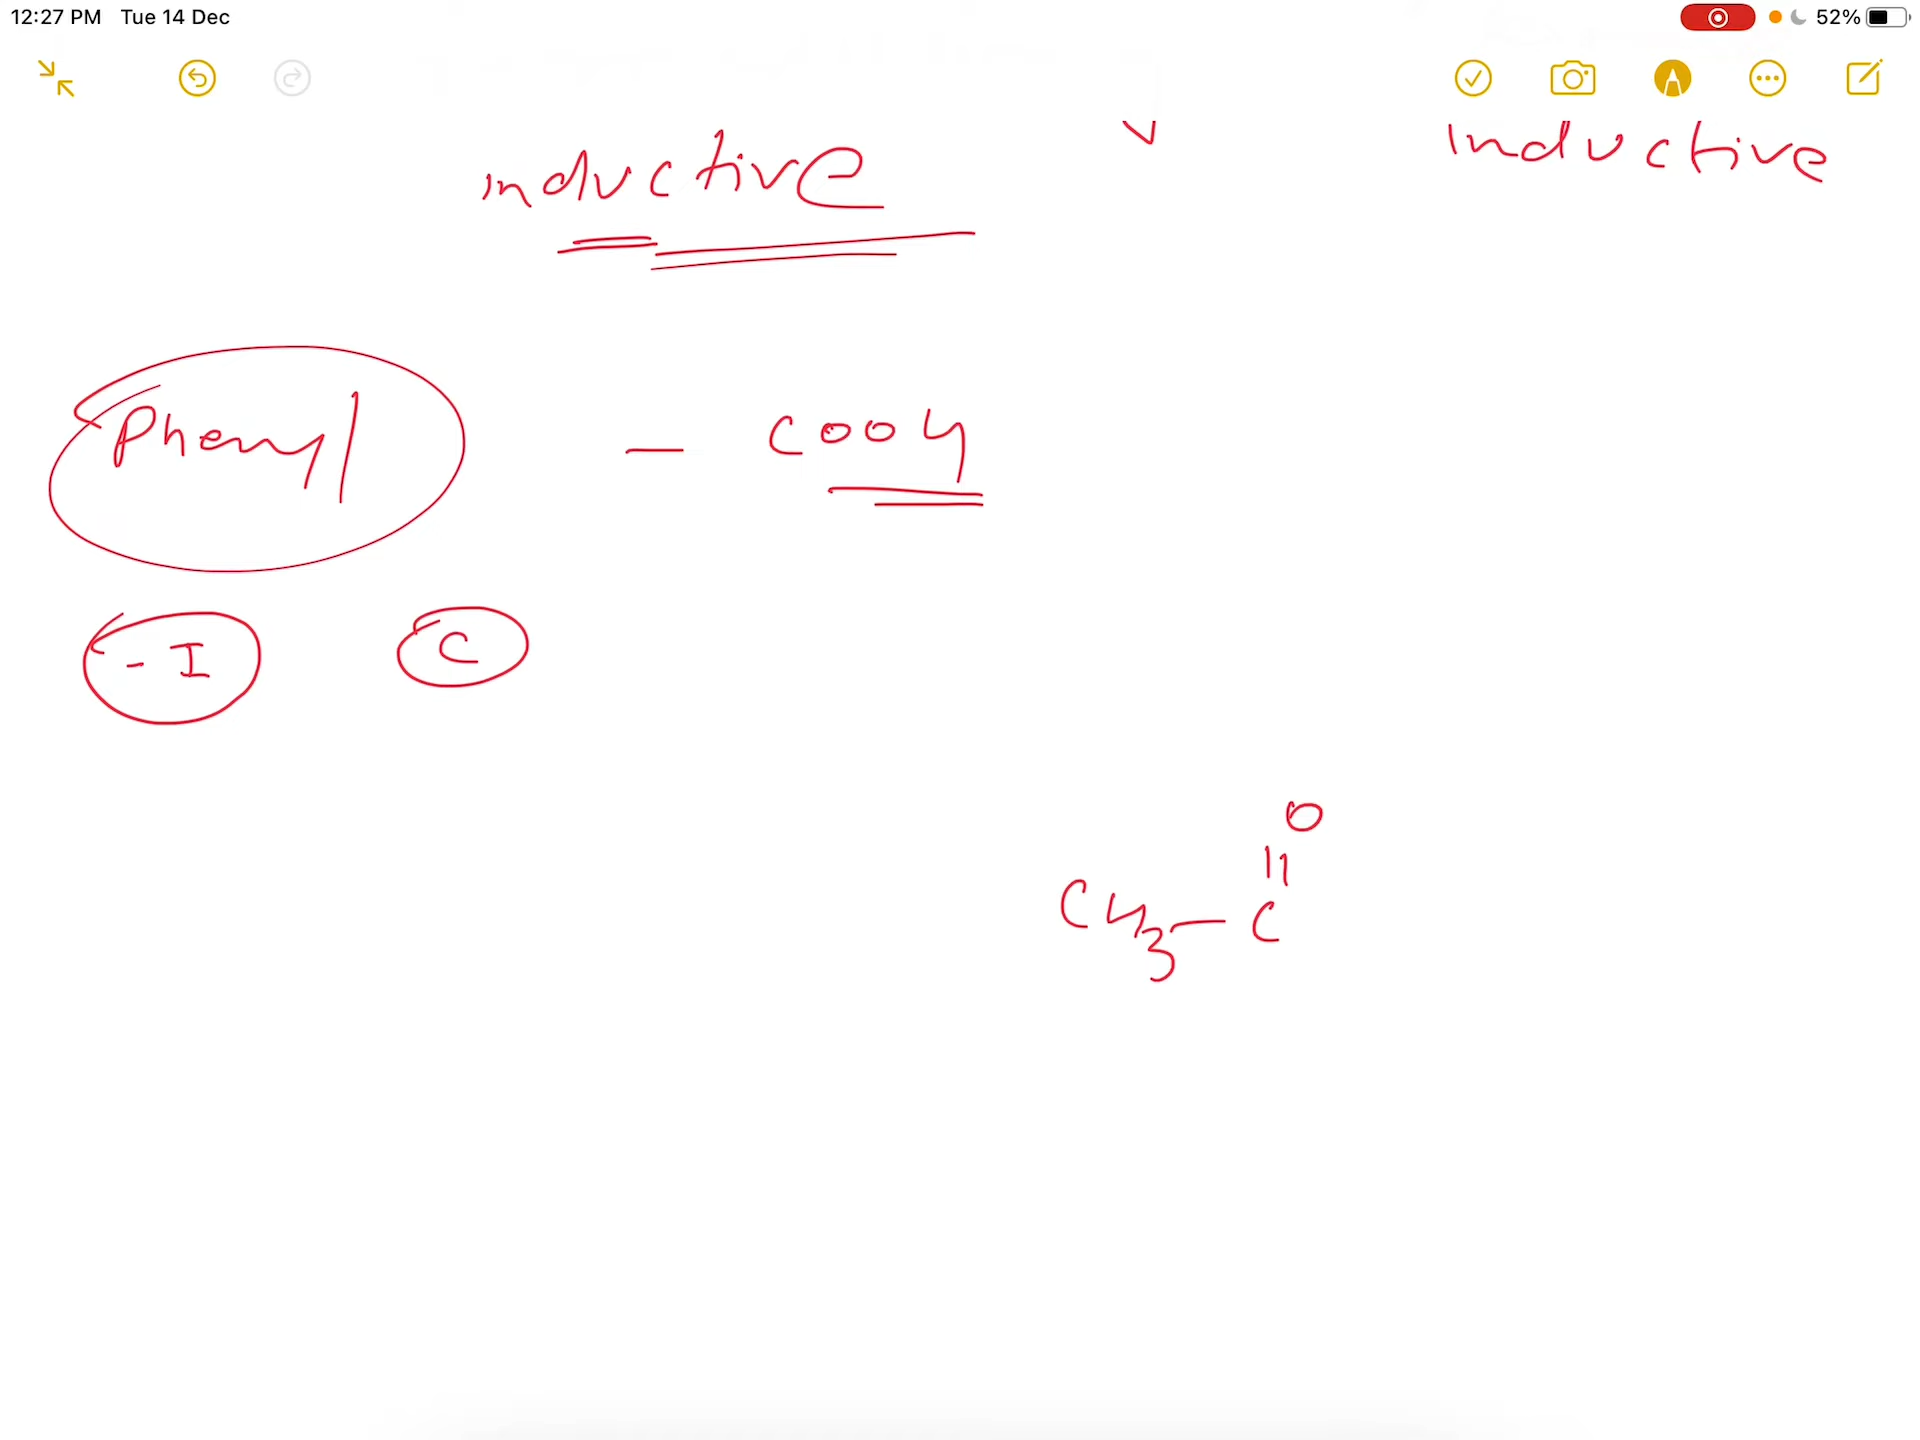 12:27 PM Tue 14 Dec 52%
inductive
inductive
Phenyl — COOH
- I C
O
||
CH3 — C